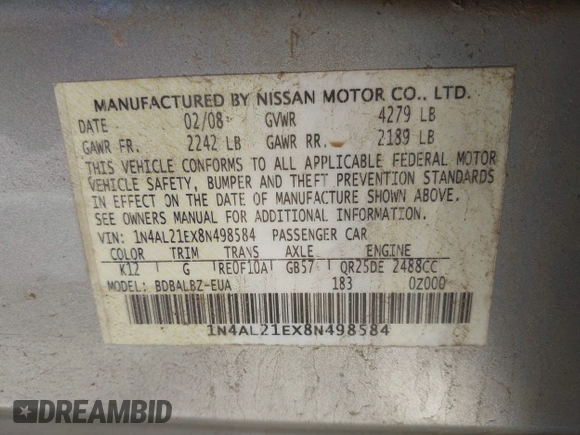 MANUFACTURED BY NISSAN MOTOR CO., LTD.
DATE 02/08 GVWR 4279 LB
GAWR FR. 2242 LB GAWR RR. 2189 LB
THIS VEHICLE CONFORMS TO ALL APPLICABLE FEDERAL MOTOR
VEHICLE SAFETY, BUMPER AND THEFT PREVENTION STANDARDS
IN EFFECT ON THE DATE OF MANUFACTURE SHOWN ABOVE.
SEE OWNERS MANUAL FOR ADDITIONAL INFORMATION.
VIN: 1N4AL21EX8N498584 PASSENGER CAR
COLOR TRIM TRANS AXLE ENGINE
K12 G RE0F10A GB57 QR25DE 2488CC
MODEL: BDBALBZ-EUA 183 0Z000
1N4AL21EX8N498584
DREAMBID